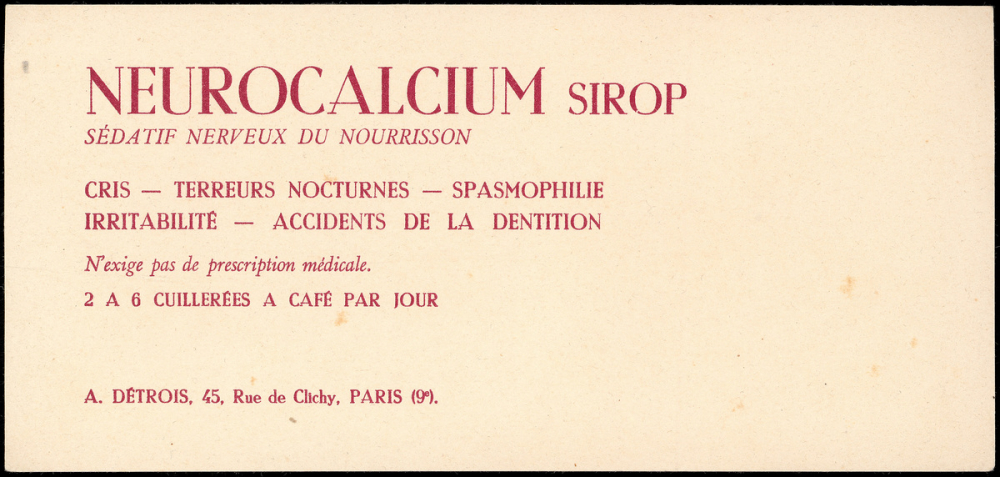 NEUROCALCIUM SIROP
SÉDATIF NERVEUX DU NOURRISSON
CRIS — TERREURS NOCTURNES — SPASMOPHILIE
IRRITABILITÉ — ACCIDENTS DE LA DENTITION
N'exige pas de prescription médicale.
2 A 6 CUILLERÉES A CAFÉ PAR JOUR
A. DÉTROIS, 45, Rue de Clichy, PARIS (9e).